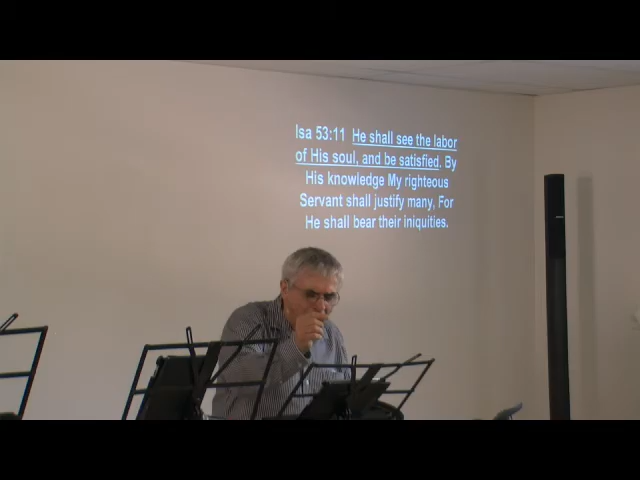 Isa 53:11 He shall see the labor
of His soul, and be satisfied. By
His knowledge My righteous
Servant shall justify many, For
He shall bear their iniquities.